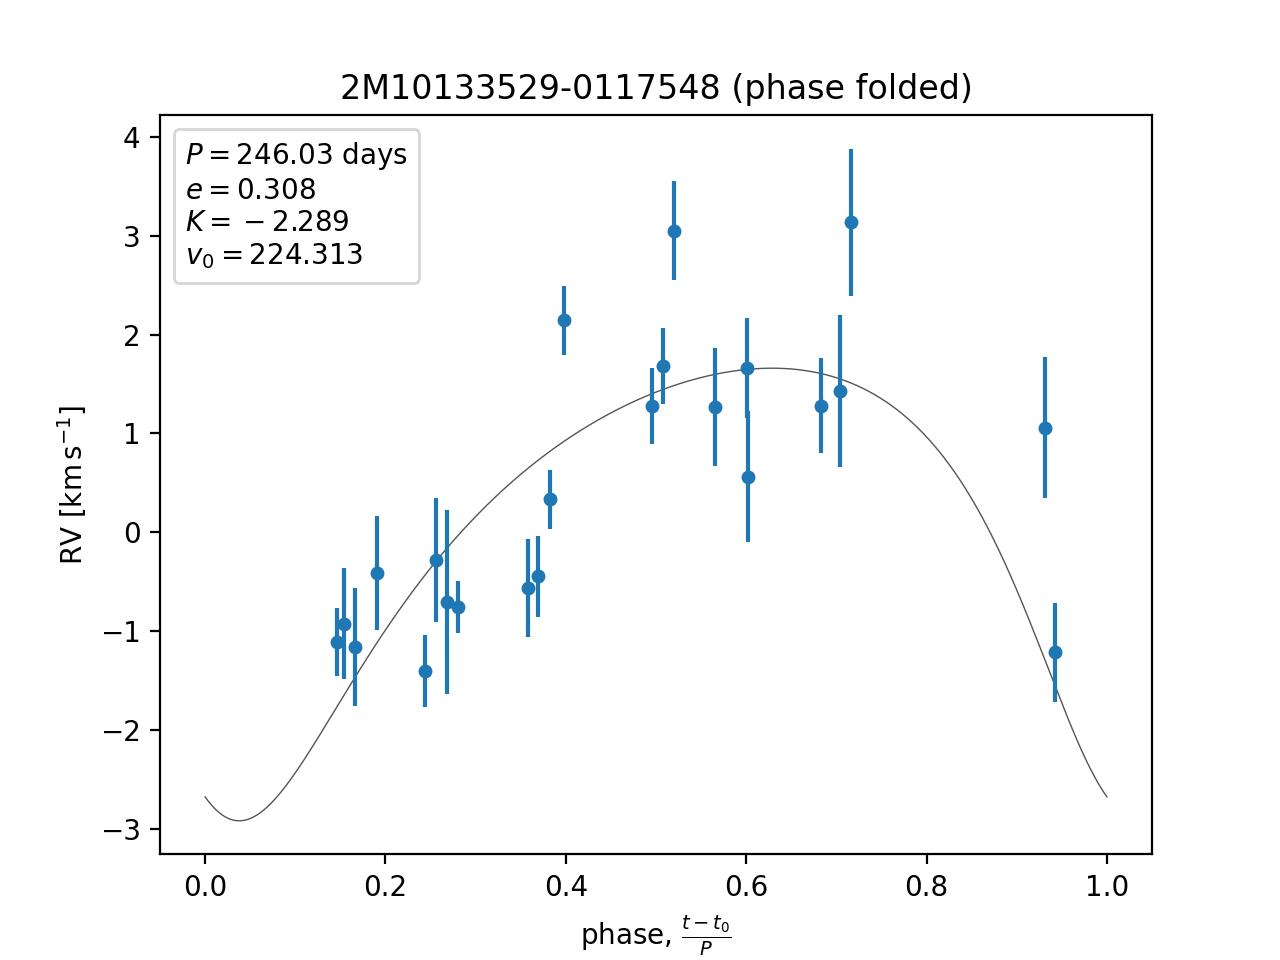 2M10133529-0117548 (phase folded)
P = 246.03 days
e = 0.308
K = −2.289
v₀ = 224.313
4
3
2
1
0
−1
−2
−3
RV [km s⁻¹]
0.0 0.2 0.4 0.6 0.8 1.0
phase, (t − t₀)/P